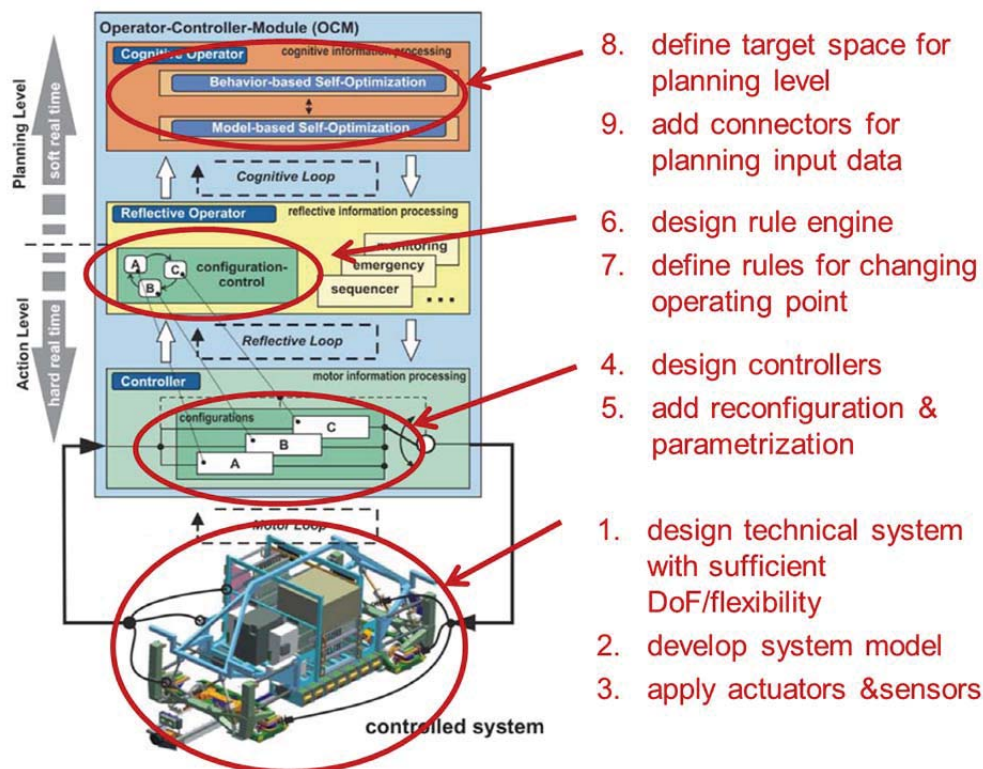 Operator-Controller-Module (OCM)
Cognitive Operator
cognitive information processing
Behavior-based Self-Optimization
Model-based Self-Optimization
Planning Level
soft real time
Cognitive Loop
Reflective Operator
reflective information processing
A
C
B
configuration-
control
monitoring
emergency
sequencer
...
Action Level
hard real time
Reflective Loop
Controller
motor information processing
configurations
C
B
A
Motor Loop
controlled system
8. define target space for
planning level
9. add connectors for
planning input data
6. design rule engine
7. define rules for changing
operating point
4. design controllers
5. add reconfiguration &
parametrization
1. design technical system
with sufficient
DoF/flexibility
2. develop system model
3. apply actuators &sensors